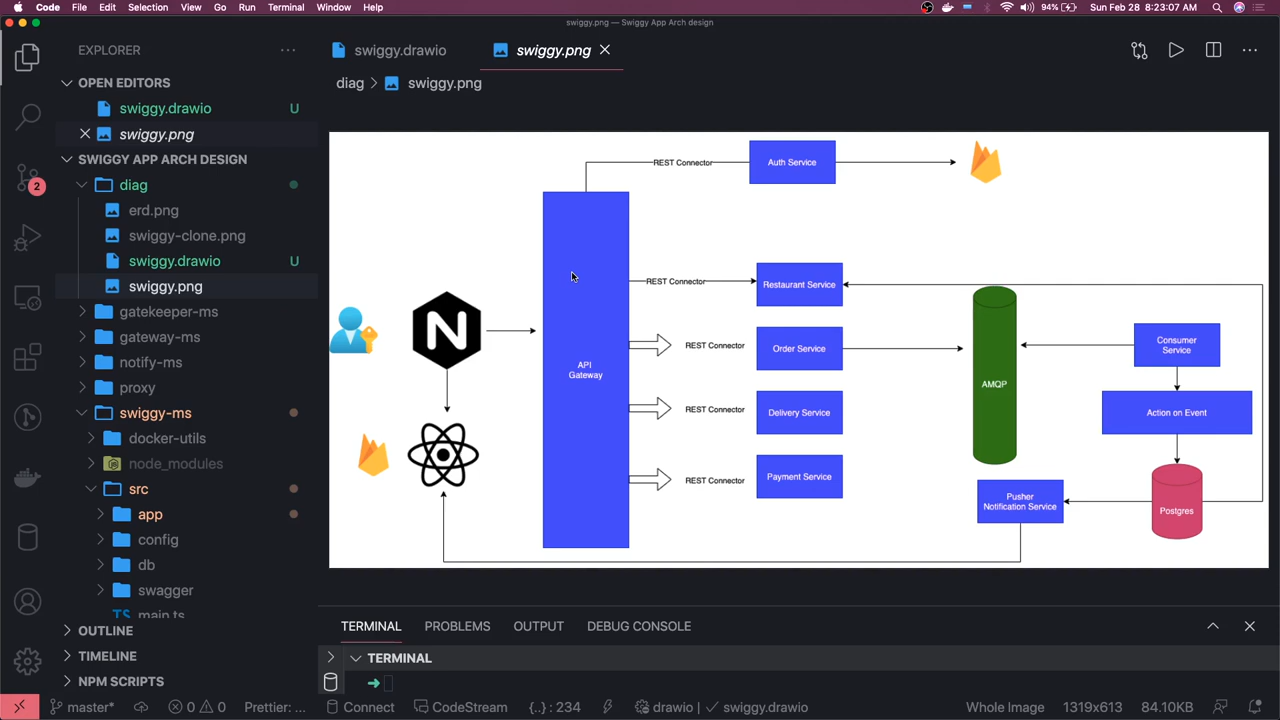 Code File Edit Selection View Go Run Terminal Window Help 94% Sun Feb 28 8:23:07 AM
swiggy.png — Swiggy App Arch design
EXPLORER
swiggy.drawio swiggy.png
OPEN EDITORS
diag swiggy.png
swiggy.drawio U
swiggy.png
SWIGGY APP ARCH DESIGN
diag
erd.png
swiggy-clone.png
swiggy.drawio U
swiggy.png
gatekeeper-ms
gateway-ms
notify-ms
proxy
swiggy-ms
docker-utils
node_modules
src
app
config
db
swagger
main.ts
OUTLINE
TIMELINE
NPM SCRIPTS
2
REST Connector
Auth Service
REST Connector
Restaurant Service
N
API
Gateway
REST Connector
Order Service
AMQP
Consumer
Service
REST Connector
Delivery Service
Action on Event
REST Connector
Payment Service
Pusher
Notification Service
Postgres
TERMINAL PROBLEMS OUTPUT DEBUG CONSOLE
TERMINAL
master* 0 0 Prettier: ... Connect CodeStream {..} : 234 drawio | ✓ swiggy.drawio Whole Image 1319x613 84.10KB